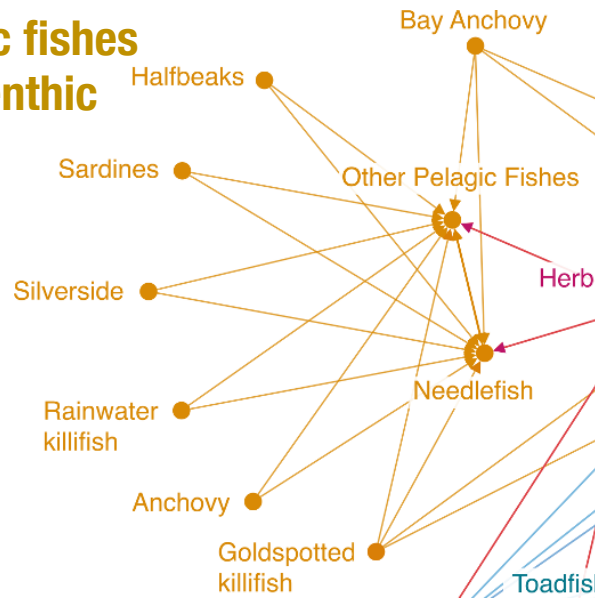 c fishes
nthic
Bay Anchovy
Halfbeaks
Sardines
Other Pelagic Fishes
Herb
Silverside
Needlefish
Rainwater
killifish
Anchovy
Goldspotted
killifish
Toadfis